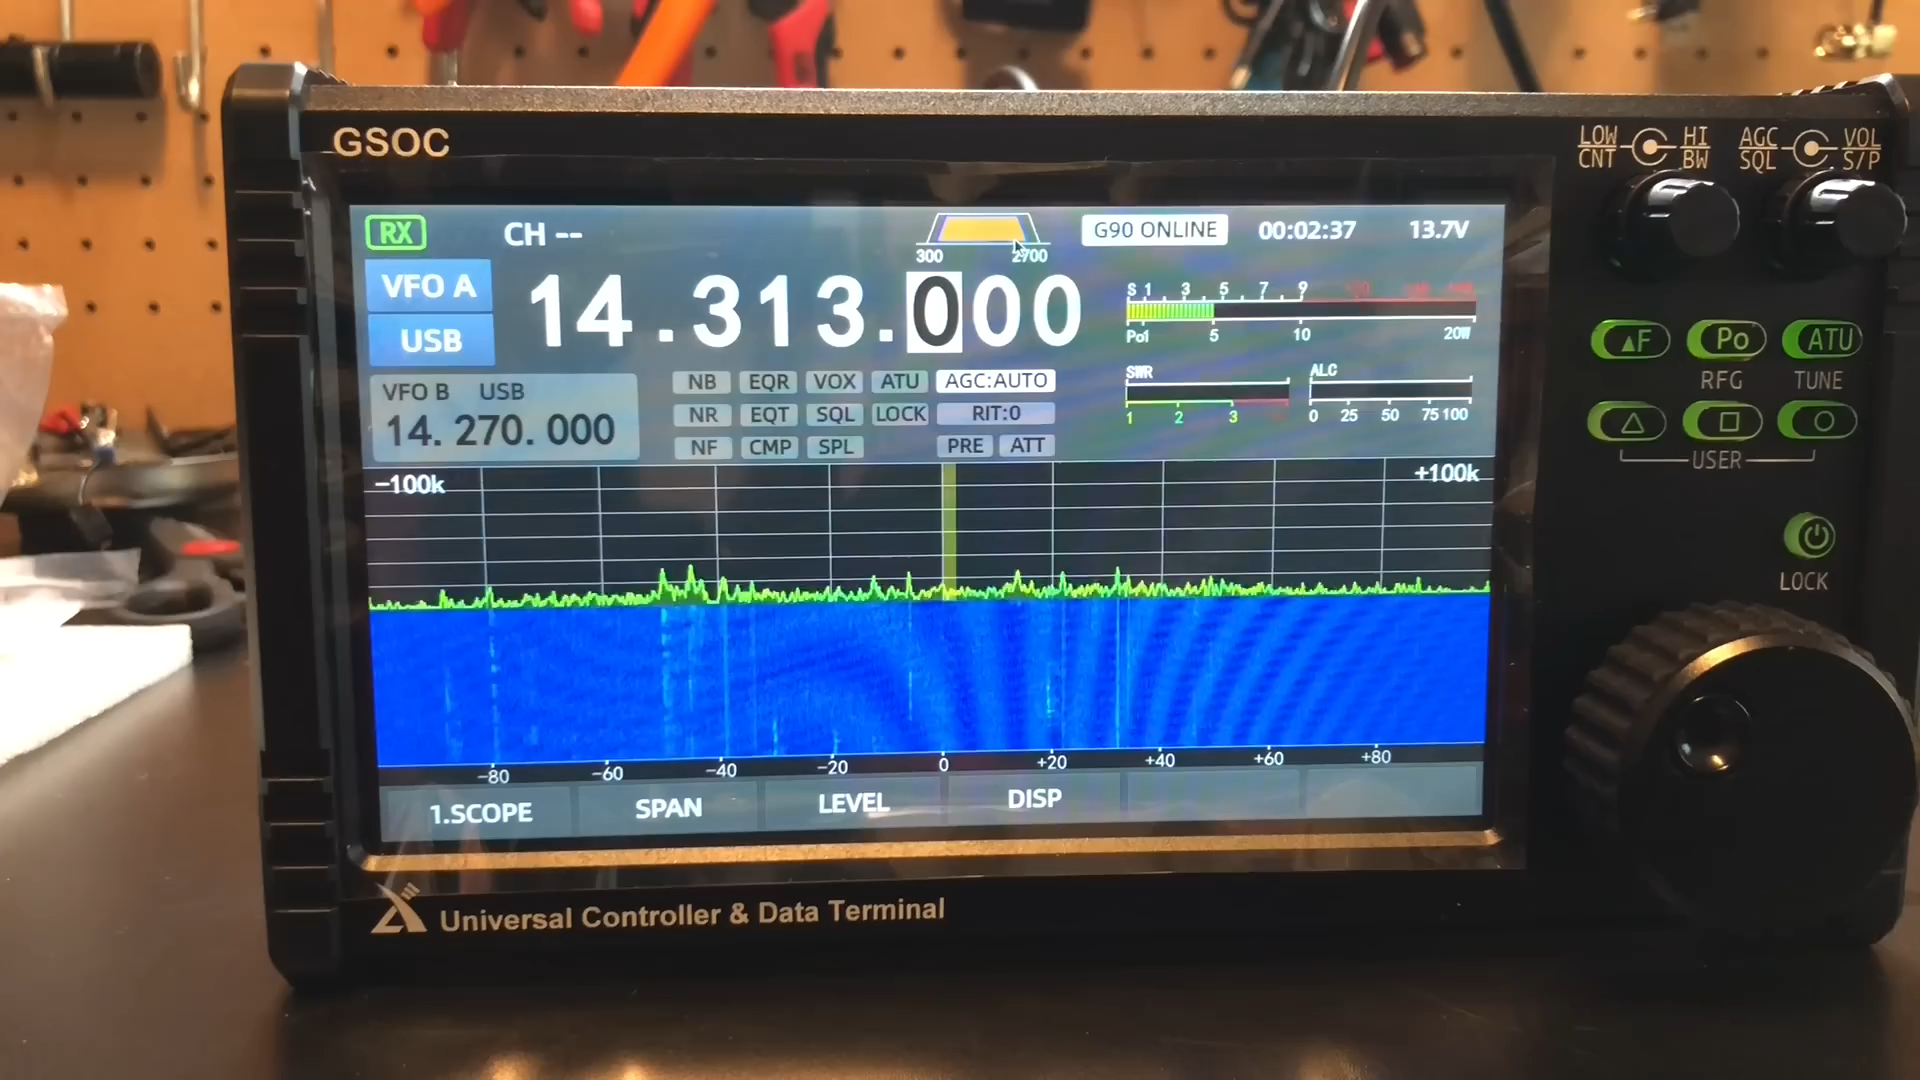 GSOC
LOW HI AGC VOL
CNT BW SQL S/P
RX CH -- G90 ONLINE 00:02:37 13.7V
300 2700
VFO A 14.313.000
USB
S 1 3 5 7 9
Po1 5 10 20W
VFO B USB
14. 270. 000
NB EQR VOX ATU AGC:AUTO
NR EQT SQL LOCK RIT:0
NF CMP SPL PRE ATT
SWR ALC
1 2 3 0 25 50 75 100
▲F Po ATU
RFG TUNE
△ □ ○
USER
LOCK
−100k +100k
−80 −60 −40 −20 0 +20 +40 +60 +80
1.SCOPE SPAN LEVEL DISP
Universal Controller & Data Terminal